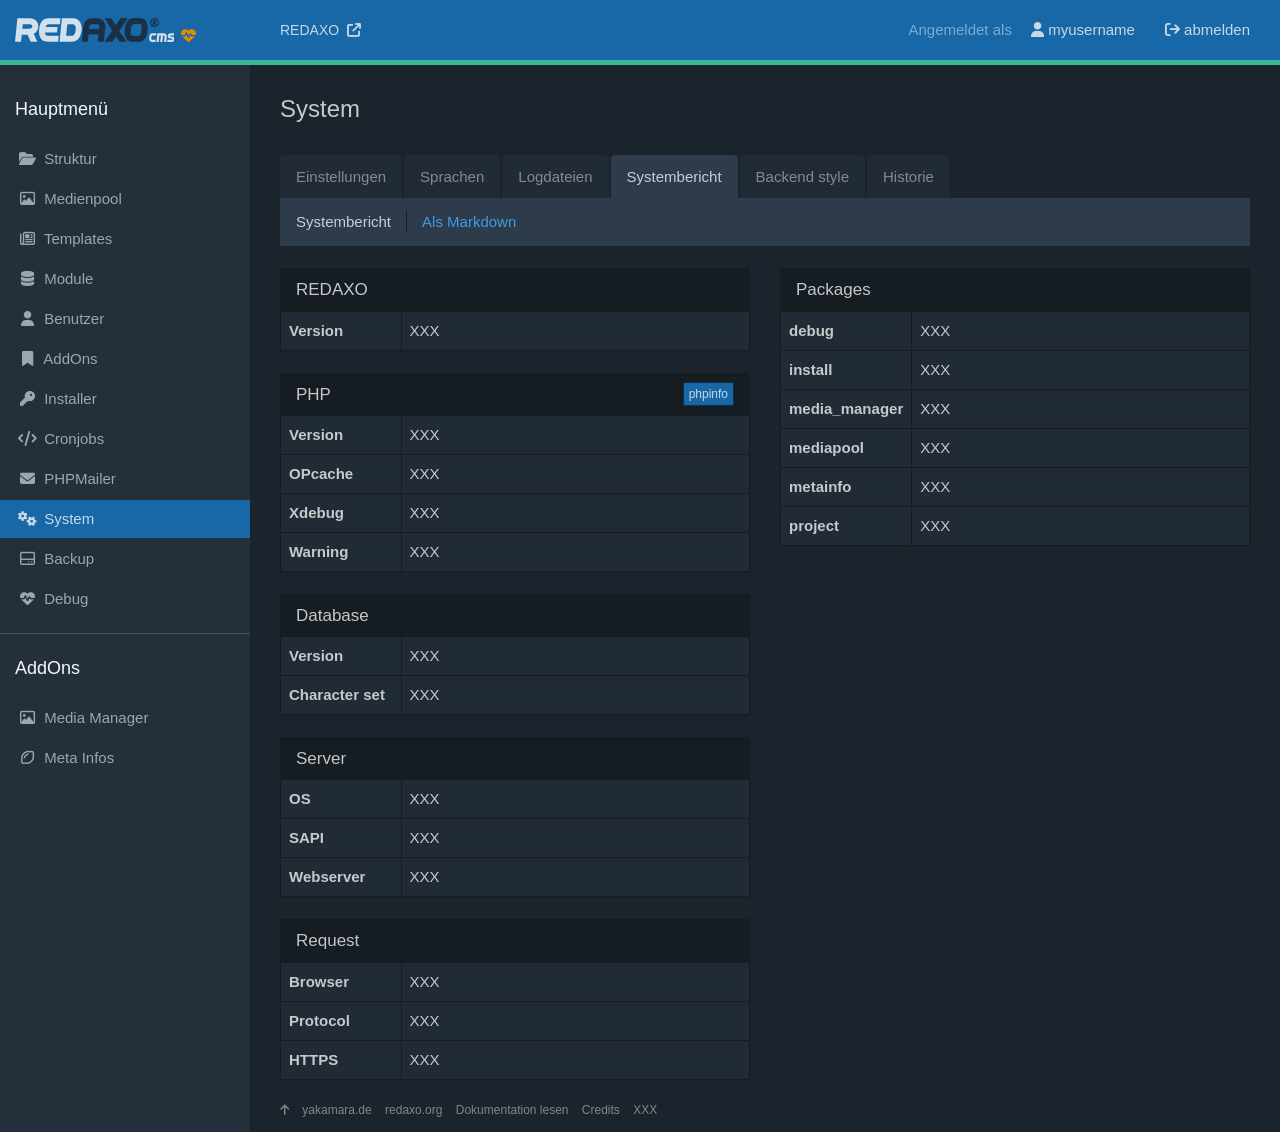 REDAXO® cms
REDAXO
Angemeldet als myusername abmelden
Hauptmenü
Struktur
Medienpool
Templates
Module
Benutzer
AddOns
Installer
Cronjobs
PHPMailer
System
Backup
Debug
AddOns
Media Manager
Meta Infos
System
Einstellungen Sprachen Logdateien Systembericht Backend style Historie
Systembericht Als Markdown
REDAXO
Version XXX
PHP phpinfo
Version XXX
OPcache XXX
Xdebug XXX
Warning XXX
Database
Version XXX
Character set XXX
Server
OS XXX
SAPI XXX
Webserver XXX
Request
Browser XXX
Protocol XXX
HTTPS XXX
Packages
debug XXX
install XXX
media_manager XXX
mediapool XXX
metainfo XXX
project XXX
yakamara.de redaxo.org Dokumentation lesen Credits XXX